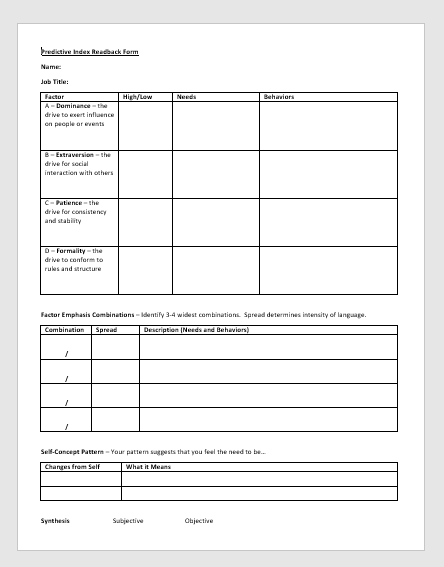 Predictive Index Readback Form
Name:
Job Title:
Factor High/Low Needs Behaviors
A – Dominance – the
drive to exert influence
on people or events
B – Extraversion – the
drive for social
interaction with others
C – Patience – the
drive for consistency
and stability
D – Formality – the
drive to conform to
rules and structure
Factor Emphasis Combinations – Identify 3-4 widest combinations. Spread determines intensity of language.
Combination Spread Description (Needs and Behaviors)
/
/
/
/
Self-Concept Pattern – Your pattern suggests that you feel the need to be…
Changes from Self What it Means
Synthesis Subjective Objective